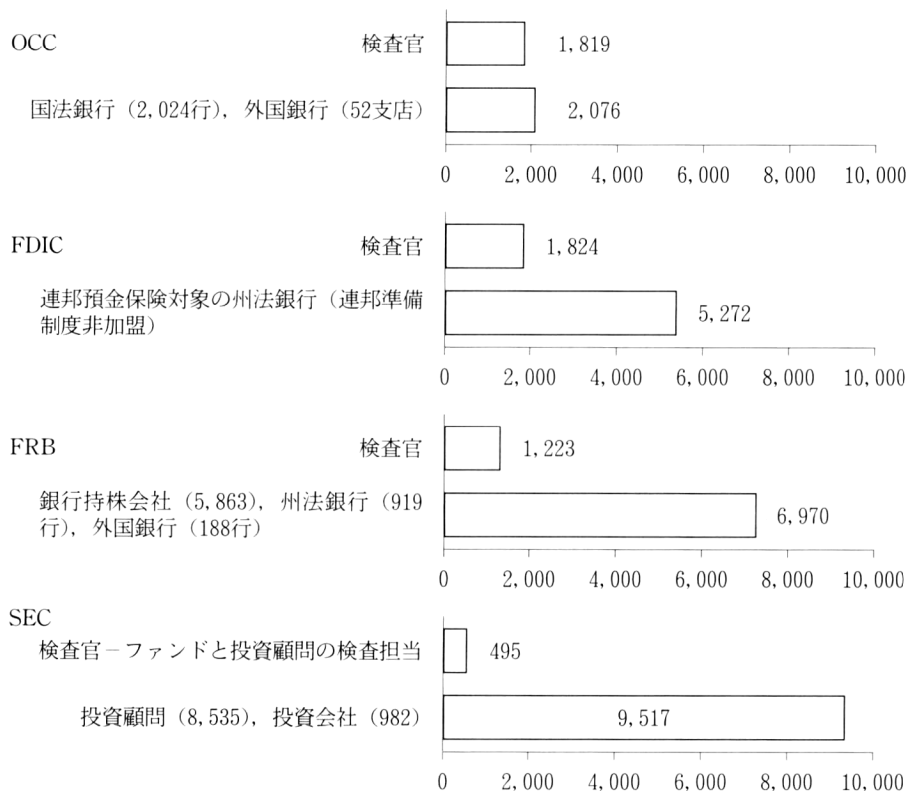 OCC 検査官 1,819
国法銀行（2,024行），外国銀行（52支店） 2,076
0 2,000 4,000 6,000 8,000 10,000
FDIC 検査官 1,824
連邦預金保険対象の州法銀行（連邦準備
制度非加盟） 5,272
0 2,000 4,000 6,000 8,000 10,000
FRB 検査官 1,223
銀行持株会社（5,863），州法銀行（919
行），外国銀行（188行） 6,970
0 2,000 4,000 6,000 8,000 10,000
SEC
検査官－ファンドと投資顧問の検査担当 495
投資顧問（8,535），投資会社（982） 9,517
0 2,000 4,000 6,000 8,000 10,000